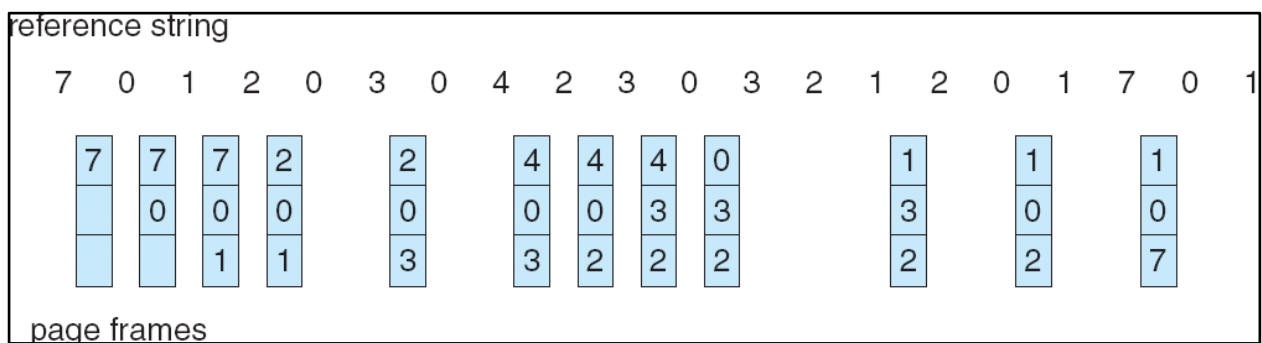 reference string
7 0 1 2 0 3 0 4 2 3 0 3 2 1 2 0 1 7 0 1
7 7 7 2 2 4 4 4 0 1 1 1
0 0 0 0 0 0 3 3 3 0 0
1 1 3 3 2 2 2 2 2 7
page frames